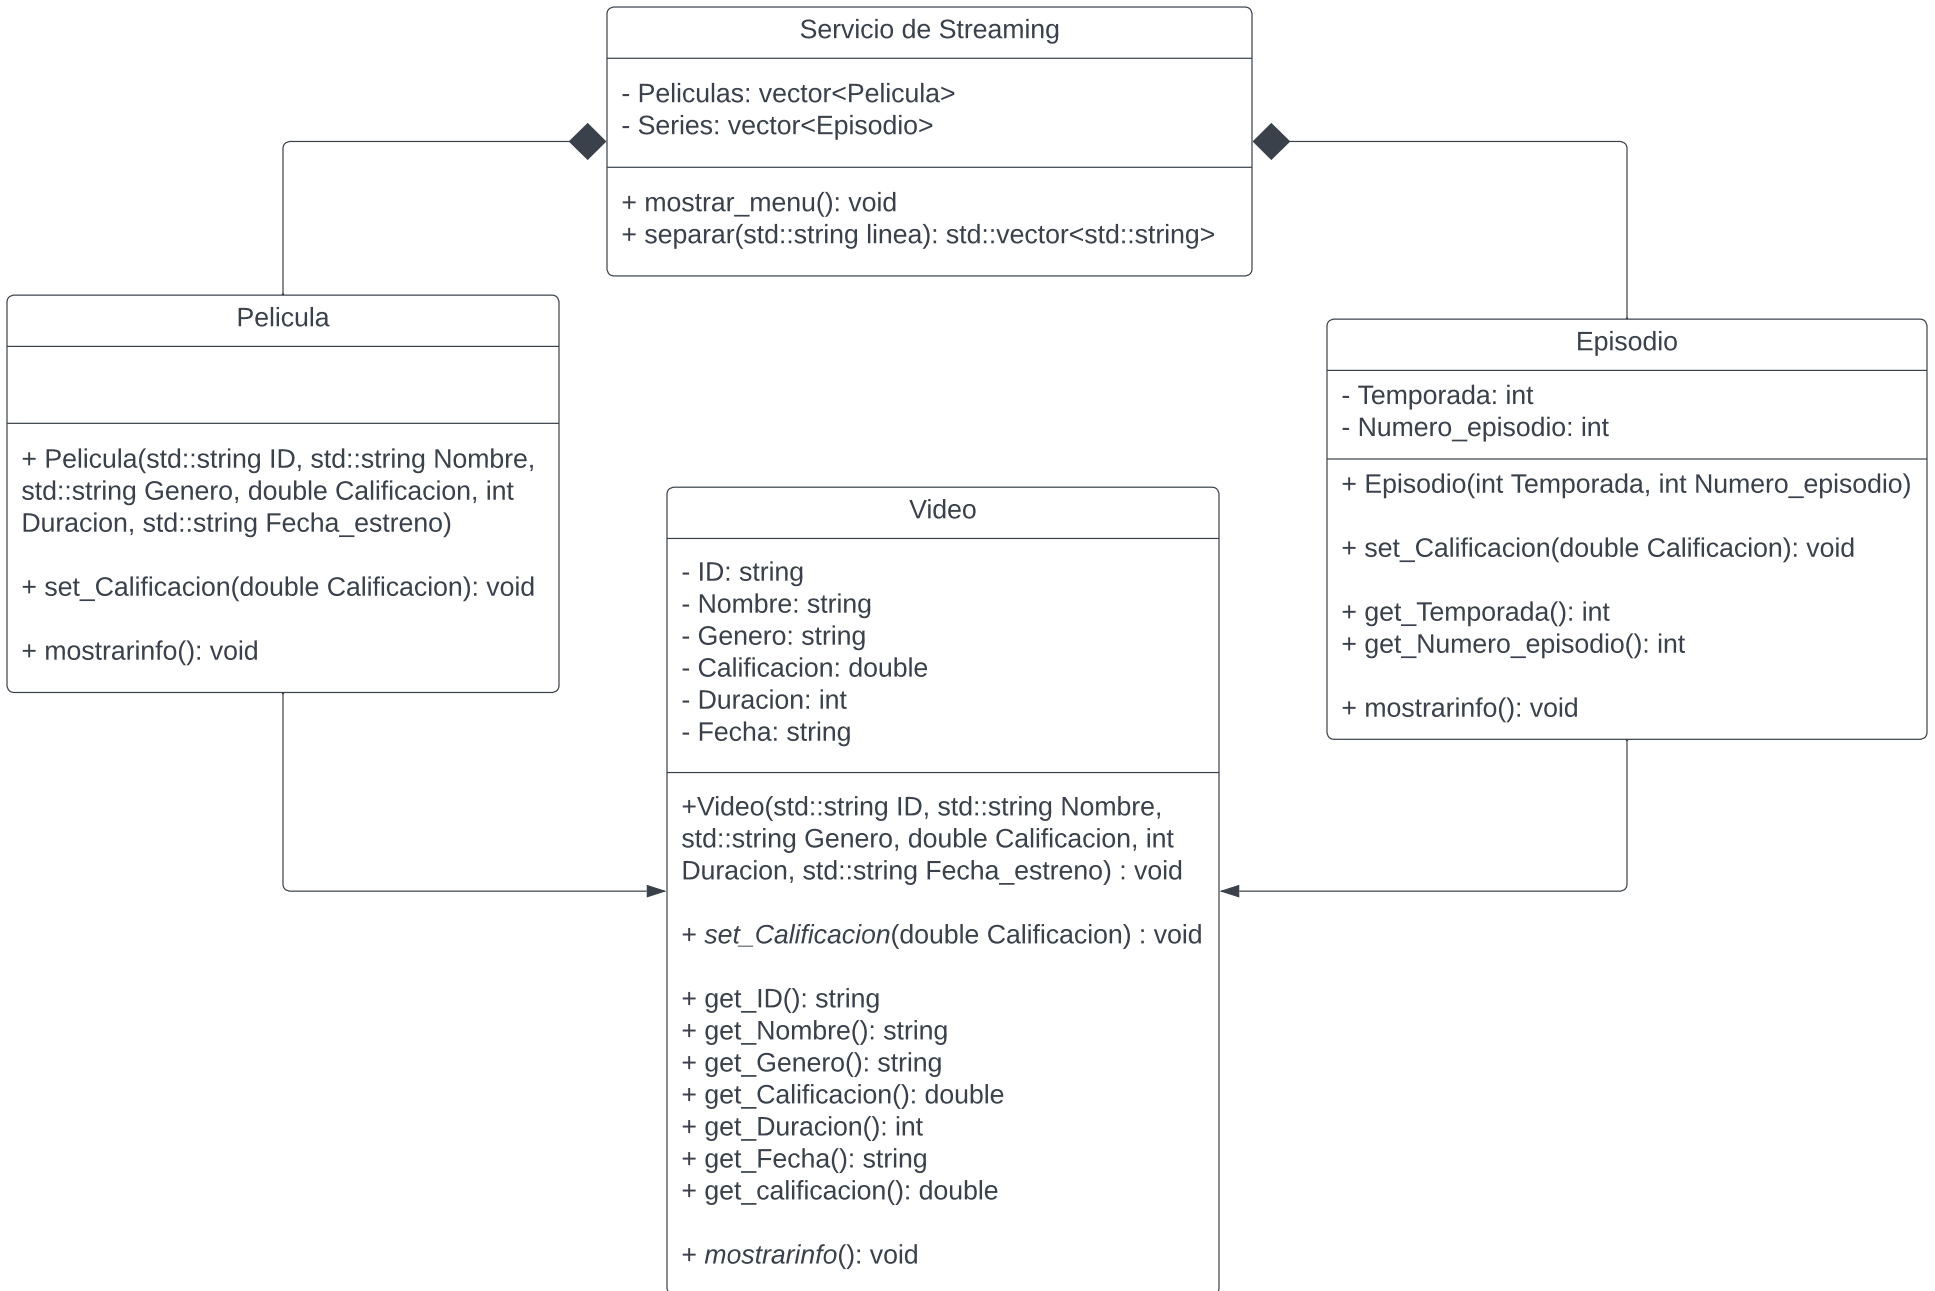 Servicio de Streaming
- Peliculas: vector<Pelicula>
- Series: vector<Episodio>
+ mostrar_menu(): void
+ separar(std::string linea): std::vector<std::string>
Pelicula
+ Pelicula(std::string ID, std::string Nombre,
std::string Genero, double Calificacion, int
Duracion, std::string Fecha_estreno)
+ set_Calificacion(double Calificacion): void
+ mostrarinfo(): void
Episodio
- Temporada: int
- Numero_episodio: int
+ Episodio(int Temporada, int Numero_episodio)
+ set_Calificacion(double Calificacion): void
+ get_Temporada(): int
+ get_Numero_episodio(): int
+ mostrarinfo(): void
Video
- ID: string
- Nombre: string
- Genero: string
- Calificacion: double
- Duracion: int
- Fecha: string
+Video(std::string ID, std::string Nombre,
std::string Genero, double Calificacion, int
Duracion, std::string Fecha_estreno) : void
+ set_Calificacion(double Calificacion) : void
+ get_ID(): string
+ get_Nombre(): string
+ get_Genero(): string
+ get_Calificacion(): double
+ get_Duracion(): int
+ get_Fecha(): string
+ get_calificacion(): double
+ mostrarinfo(): void